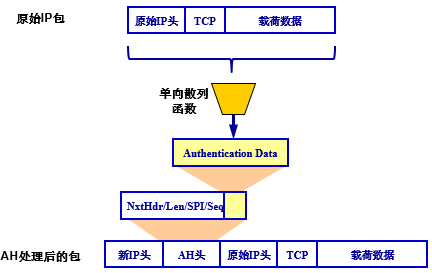 原始IP包
原始IP头 TCP 载荷数据
单向散列
函数
Authentication Data
NxtHdr/Len/SPI/Seq
AH处理后的包
新IP头 AH头 原始IP头 TCP 载荷数据